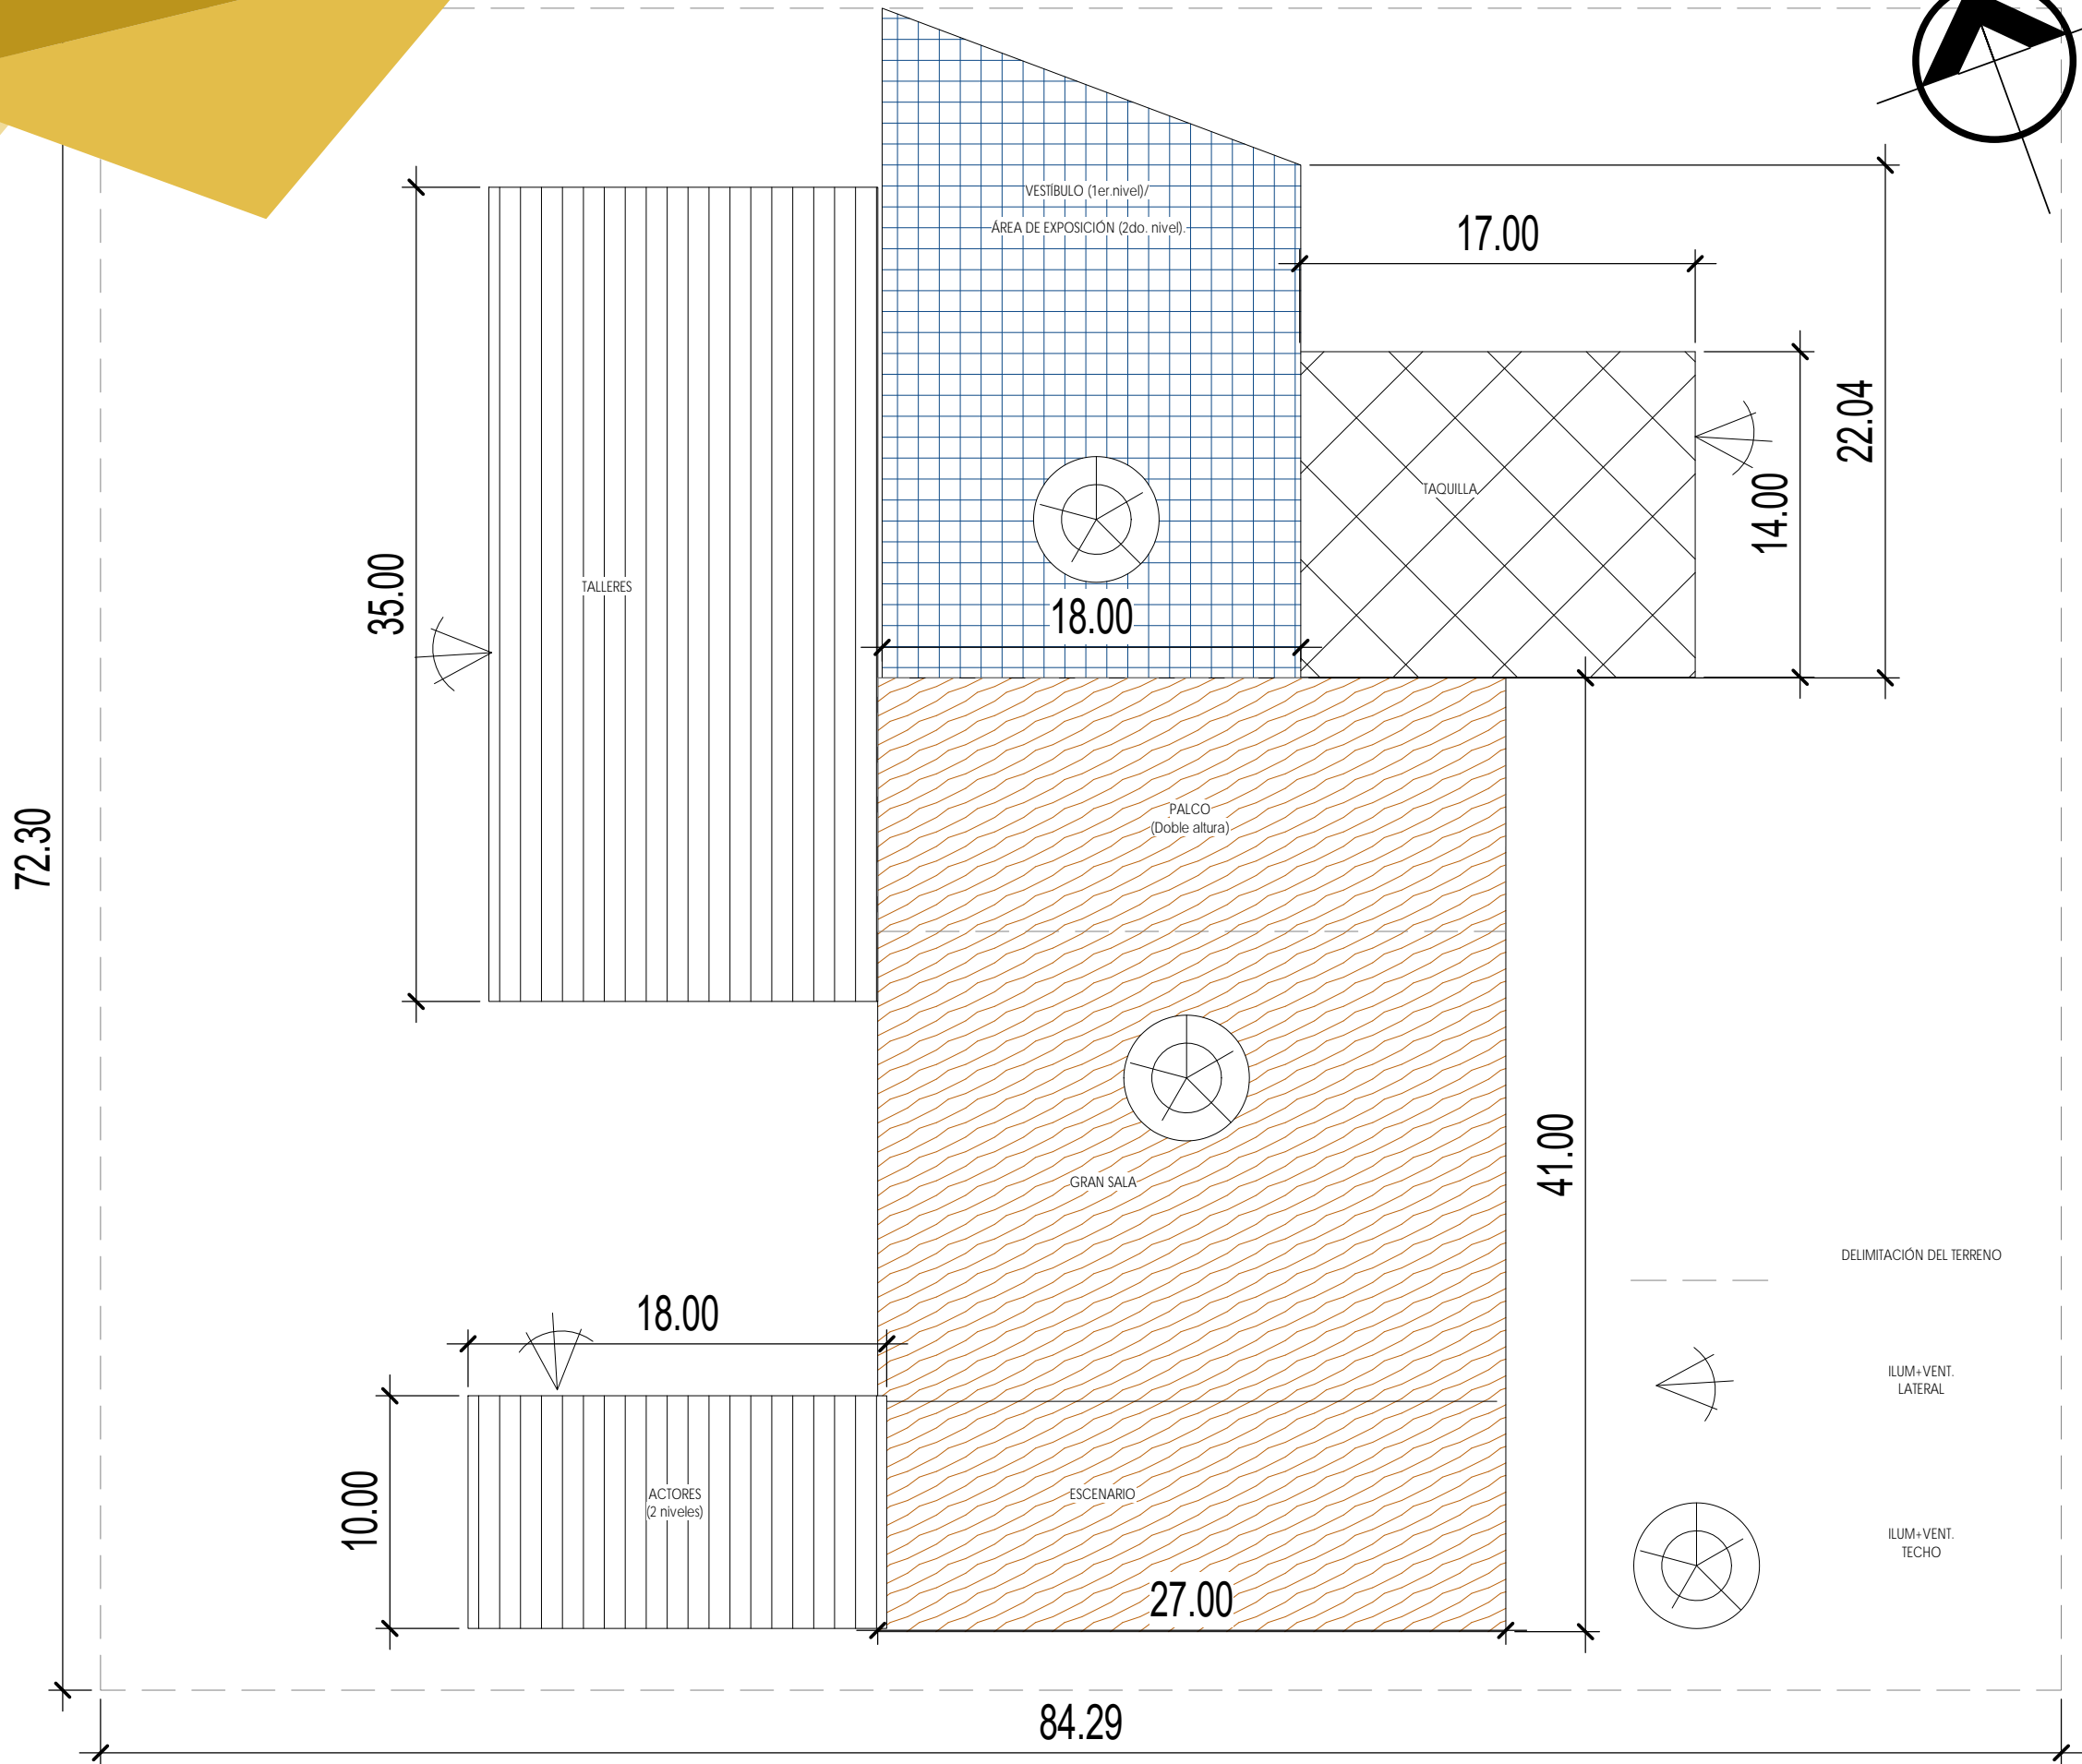 VESTÍBULO (1er.nivel)/
ÁREA DE EXPOSICIÓN (2do. nivel).
17.00
22.04
14.00
TAQUILLA
35.00
TALLERES
18.00
72.30
PALCO
(Doble altura)
41.00
GRAN SALA
DELIMITACIÓN DEL TERRENO
18.00
ILUM+VENT.
LATERAL
10.00
ACTORES
(2 niveles)
ESCENARIO
ILUM+VENT.
TECHO
27.00
84.29